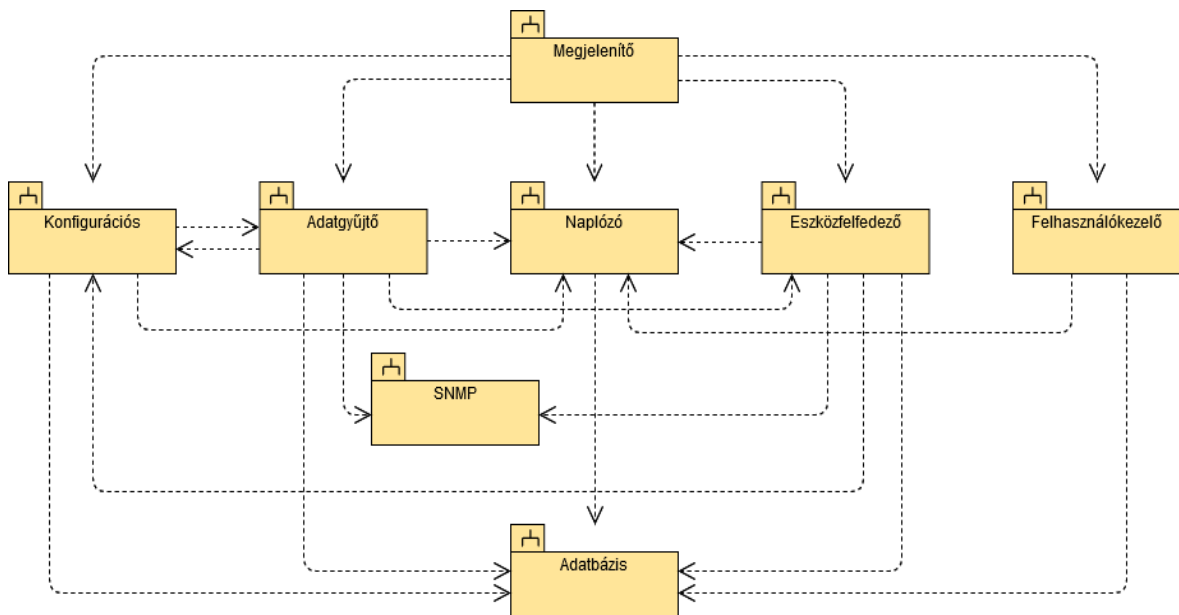 Megjelenítő
Konfigurációs
Adatgyűjtő
Naplózó
Eszközfelfedező
Felhasználókezelő
SNMP
Adatbázis